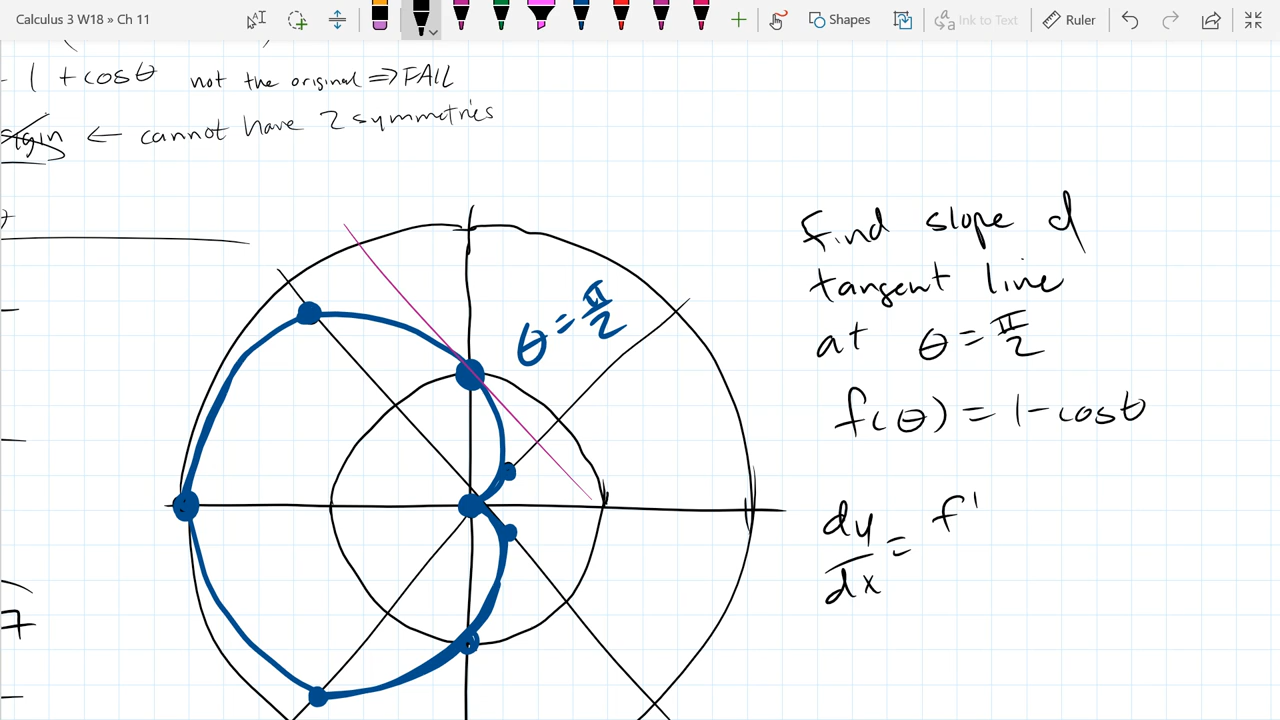 Calculus 3 W18 » Ch 11
Shapes
Ink to Text
Ruler
- 1 + cosθ not the original => FAIL
← cannot have 2 symmetries
θ = π/2
Find slope of
tangent line
at θ = π/2
f(θ) = 1 - cosθ
dy/dx = f'
7